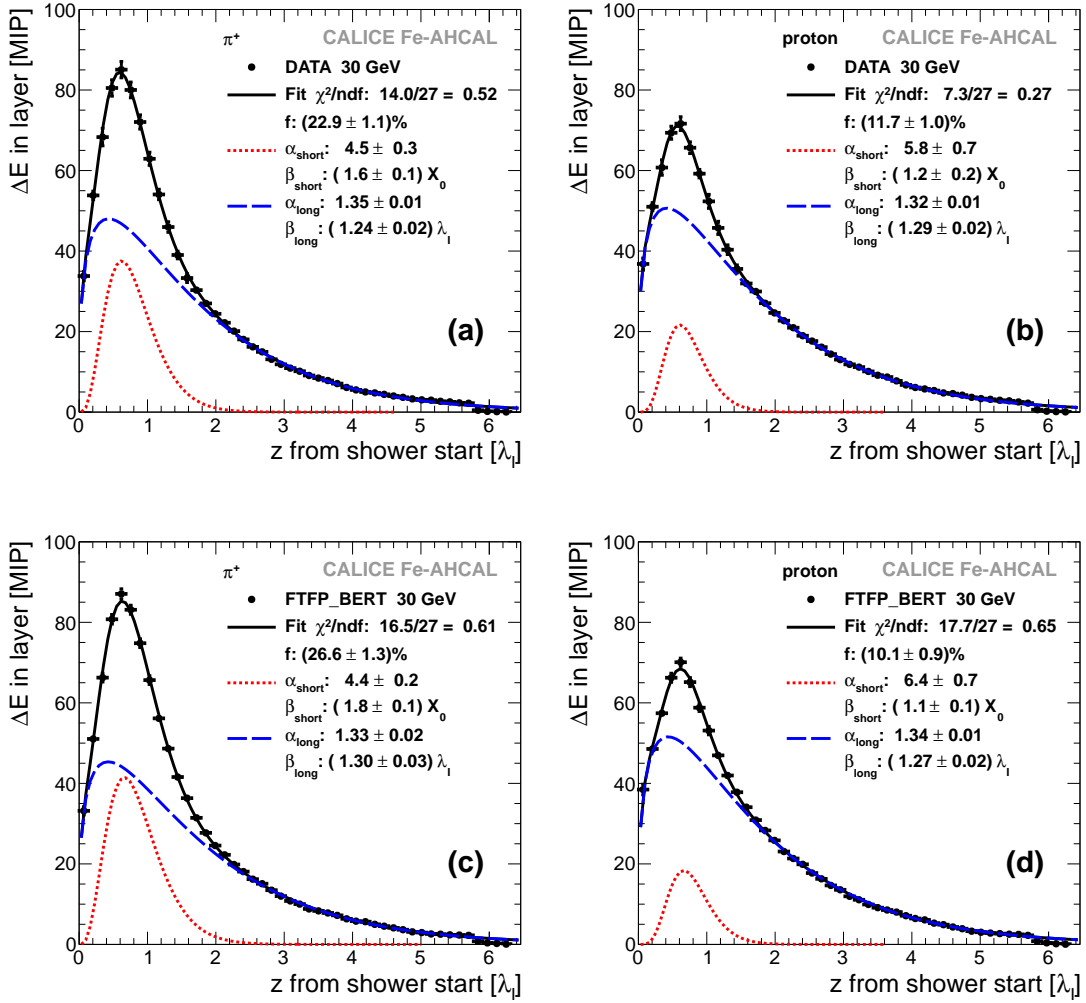 ΔE in layer [MIP]
100
80
60
40
20
0
π⁺ CALICE Fe-AHCAL
DATA 30 GeV
Fit χ²/ndf: 14.0/27 = 0.52
f: (22.9 ± 1.1)%
α_short: 4.5 ± 0.3
β_short: ( 1.6 ± 0.1) X₀
α_long: 1.35 ± 0.01
β_long: ( 1.24 ± 0.02) λ_I
(a)
0 1 2 3 4 5 6
z from shower start [λ_I]
ΔE in layer [MIP]
100
80
60
40
20
0
proton CALICE Fe-AHCAL
DATA 30 GeV
Fit χ²/ndf: 7.3/27 = 0.27
f: (11.7 ± 1.0)%
α_short: 5.8 ± 0.7
β_short: ( 1.2 ± 0.2) X₀
α_long: 1.32 ± 0.01
β_long: ( 1.29 ± 0.02) λ_I
(b)
0 1 2 3 4 5 6
z from shower start [λ_I]
ΔE in layer [MIP]
100
80
60
40
20
0
π⁺ CALICE Fe-AHCAL
FTFP_BERT 30 GeV
Fit χ²/ndf: 16.5/27 = 0.61
f: (26.6 ± 1.3)%
α_short: 4.4 ± 0.2
β_short: ( 1.8 ± 0.1) X₀
α_long: 1.33 ± 0.02
β_long: ( 1.30 ± 0.03) λ_I
(c)
0 1 2 3 4 5 6
z from shower start [λ_I]
ΔE in layer [MIP]
100
80
60
40
20
0
proton CALICE Fe-AHCAL
FTFP_BERT 30 GeV
Fit χ²/ndf: 17.7/27 = 0.65
f: (10.1 ± 0.9)%
α_short: 6.4 ± 0.7
β_short: ( 1.1 ± 0.1) X₀
α_long: 1.34 ± 0.01
β_long: ( 1.27 ± 0.02) λ_I
(d)
0 1 2 3 4 5 6
z from shower start [λ_I]